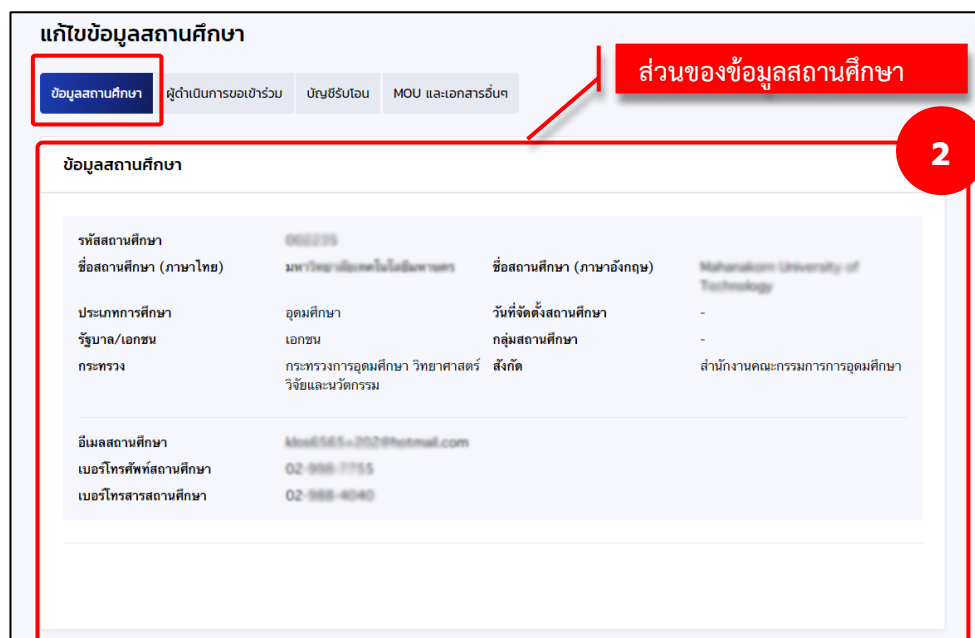 แก้ไขข้อมูลสถานศึกษา
ส่วนของข้อมูลสถานศึกษา
ข้อมูลสถานศึกษา ผู้ดำเนินการขอเข้าร่วม บัญชีรับโอน MOU และเอกสารอื่นๆ
2
ข้อมูลสถานศึกษา
รหัสสถานศึกษา
ชื่อสถานศึกษา (ภาษาไทย) ชื่อสถานศึกษา (ภาษาอังกฤษ) Mahanakorn University of
Technology
ประเภทการศึกษา อุดมศึกษา วันที่จัดตั้งสถานศึกษา -
รัฐบาล/เอกชน เอกชน กลุ่มสถานศึกษา -
กระทรวง กระทรวงการอุดมศึกษา วิทยาศาสตร์ สังกัด สำนักงานคณะกรรมการการอุดมศึกษา
วิจัยและนวัตกรรม
อีเมลสถานศึกษา
เบอร์โทรศัพท์สถานศึกษา
เบอร์โทรสารสถานศึกษา